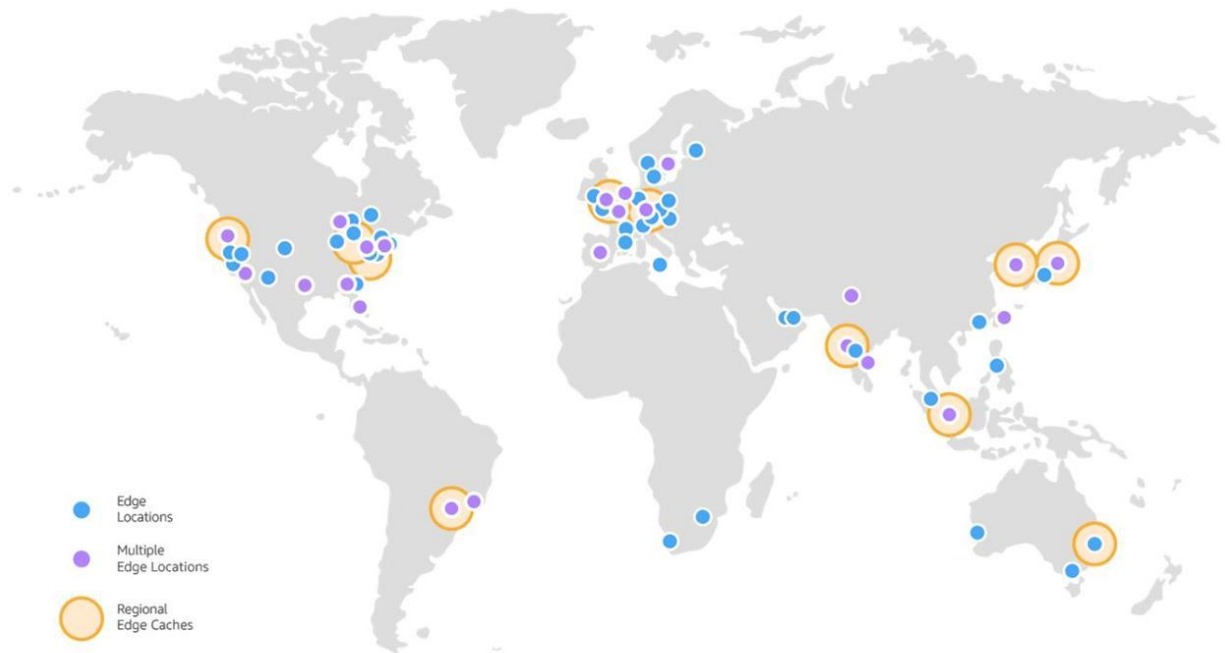 Edge
Locations
Multiple
Edge Locations
Regional
Edge Caches